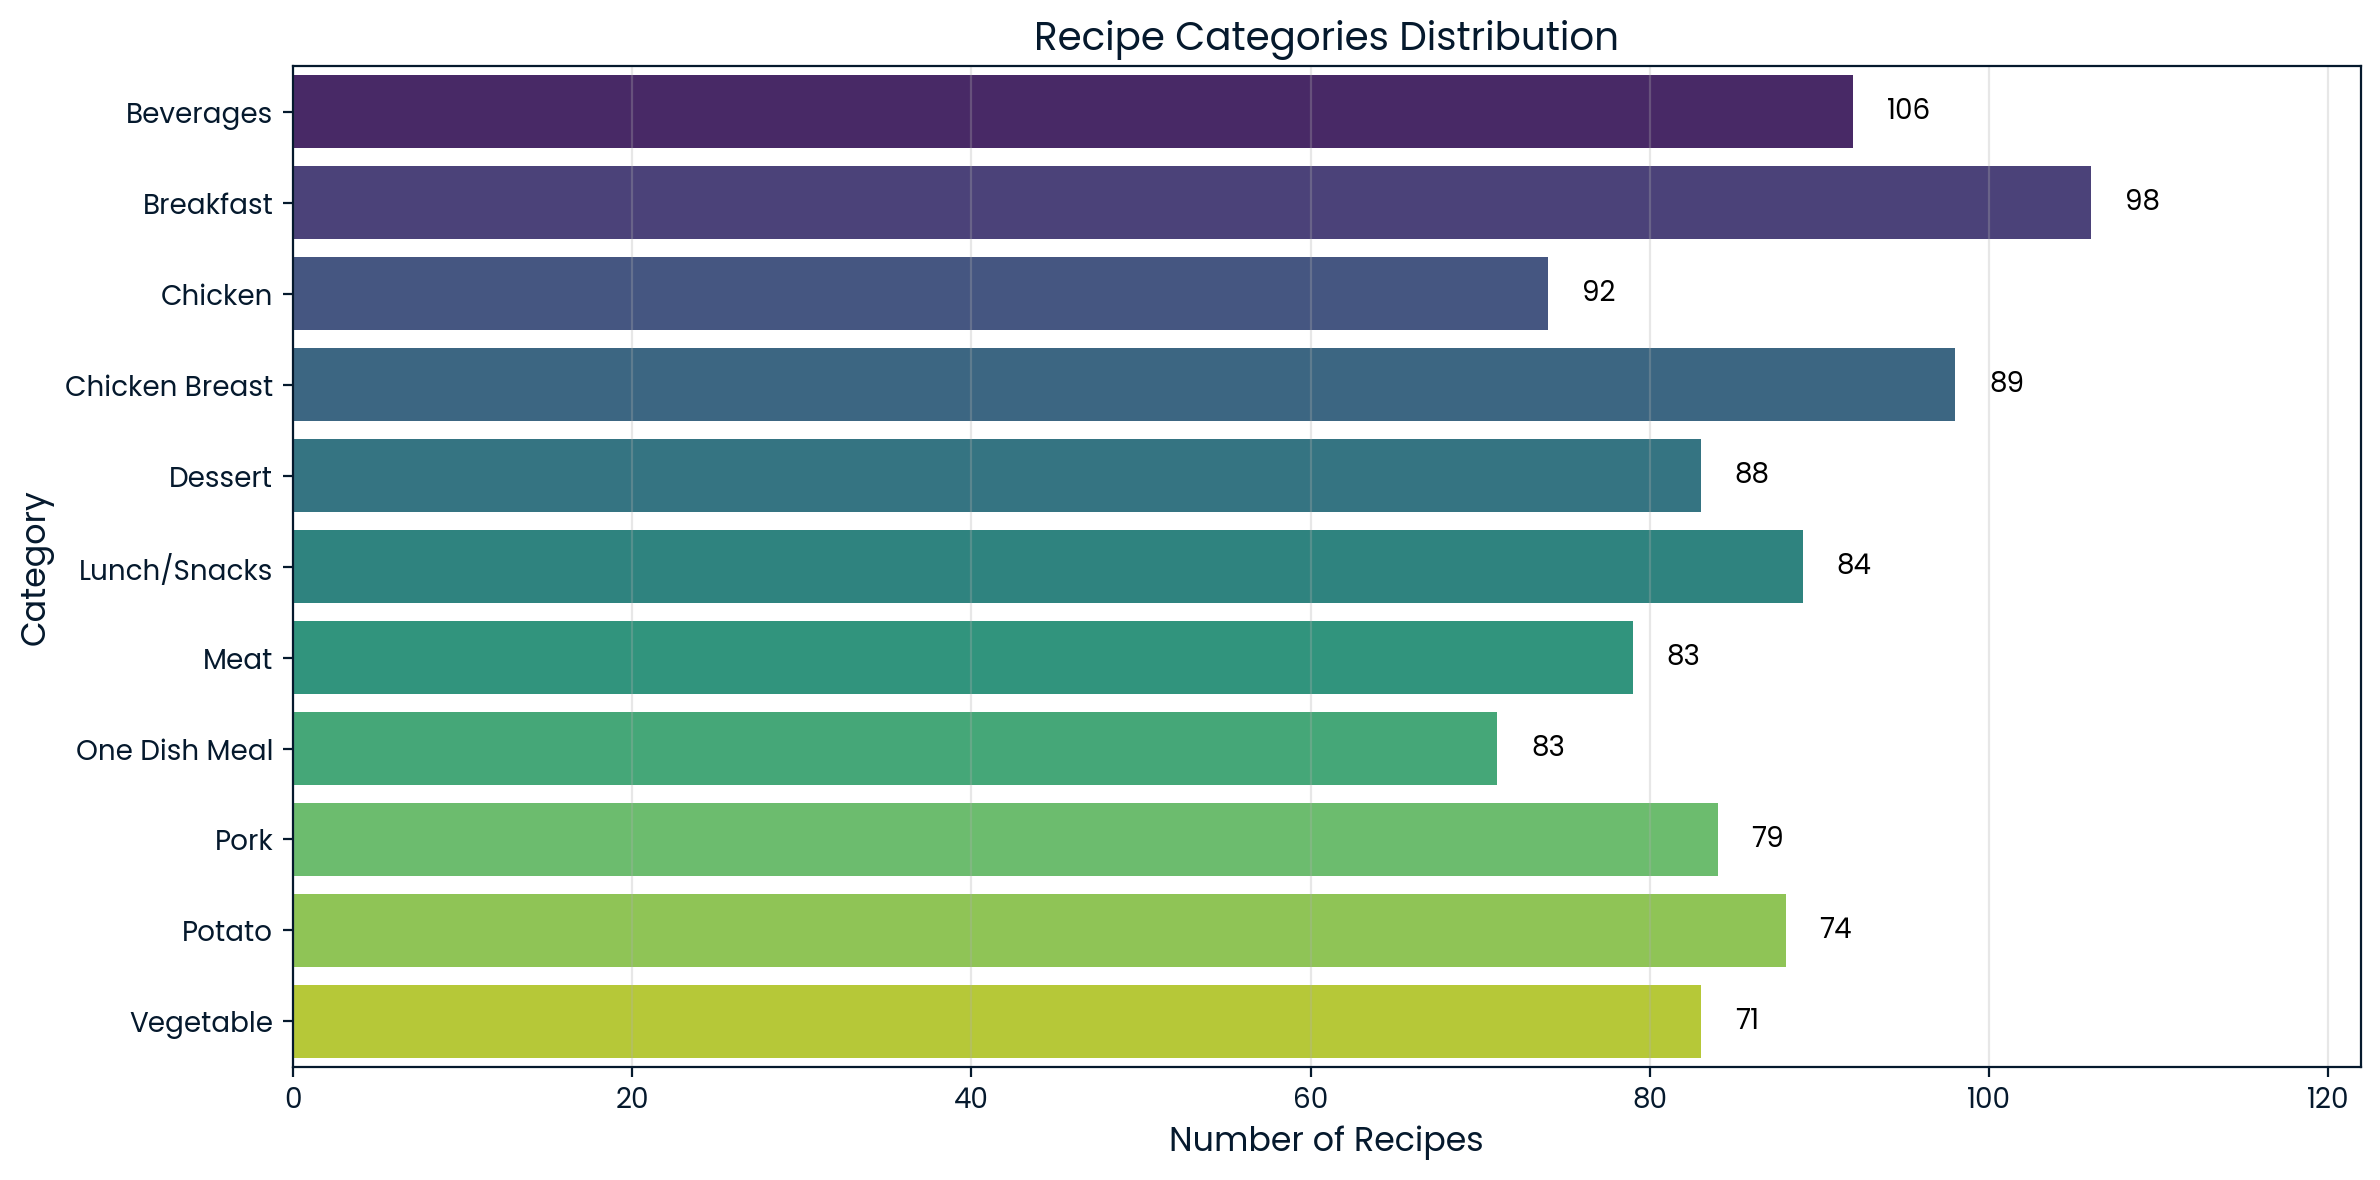 Recipe Categories Distribution
Category
Beverages 106
Breakfast 98
Chicken 92
Chicken Breast 89
Dessert 88
Lunch/Snacks 84
Meat 83
One Dish Meal 83
Pork 79
Potato 74
Vegetable 71
0 20 40 60 80 100 120
Number of Recipes